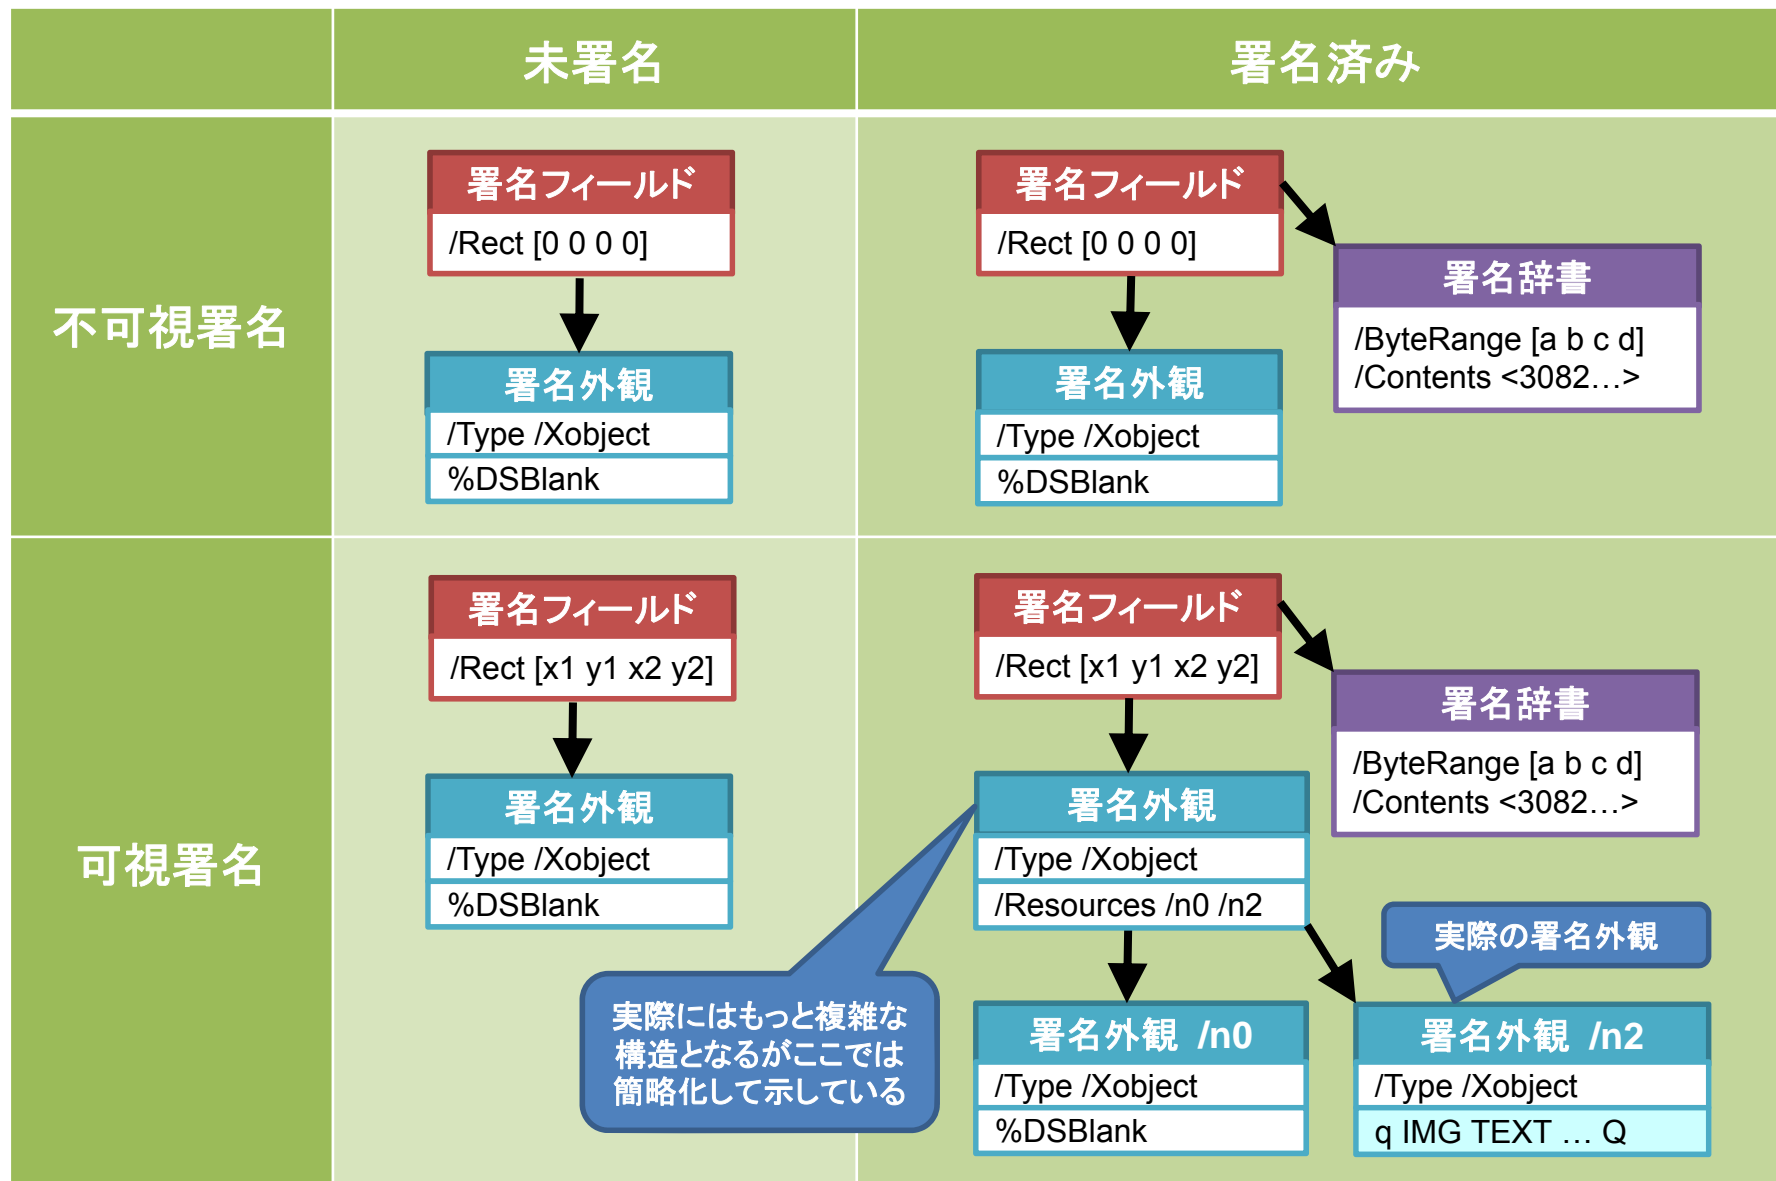 未署名
署名済み
不可視署名
署名フィールド
/Rect [0 0 0 0]
署名外観
/Type /Xobject
%DSBlank
署名フィールド
/Rect [0 0 0 0]
署名辞書
/ByteRange [a b c d]
/Contents <3082…>
署名外観
/Type /Xobject
%DSBlank
可視署名
署名フィールド
/Rect [x1 y1 x2 y2]
署名外観
/Type /Xobject
%DSBlank
署名フィールド
/Rect [x1 y1 x2 y2]
署名辞書
/ByteRange [a b c d]
/Contents <3082…>
署名外観
/Type /Xobject
/Resources /n0 /n2
実際にはもっと複雑な
構造となるがここでは
簡略化して示している
実際の署名外観
署名外観 /n0
/Type /Xobject
%DSBlank
署名外観 /n2
/Type /Xobject
q IMG TEXT … Q